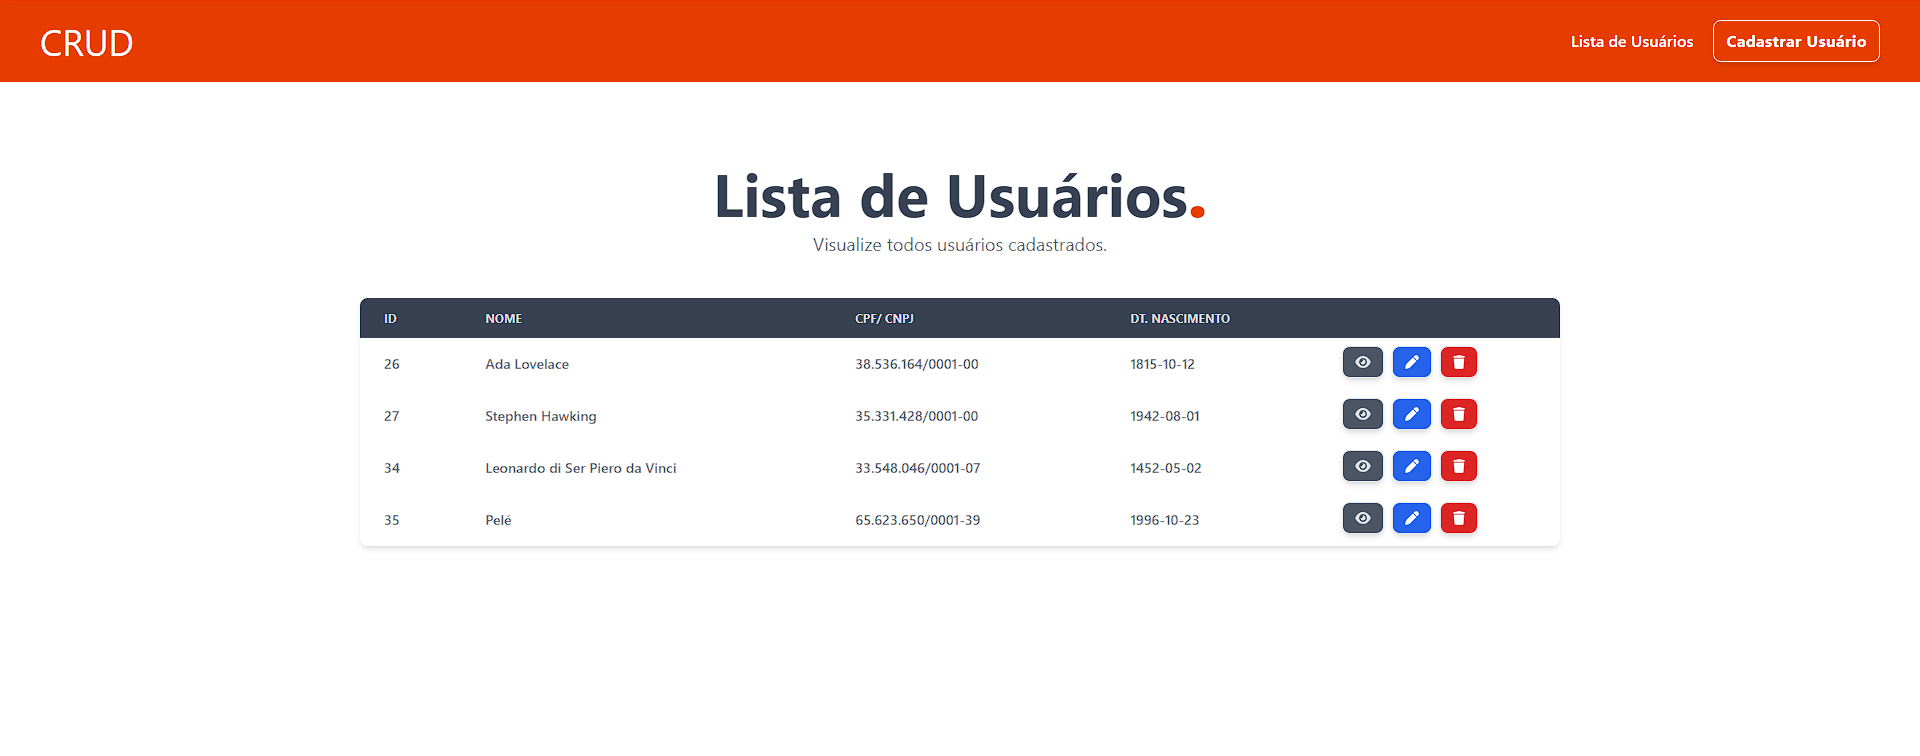 CRUD
Lista de Usuários
Cadastrar Usuário
Lista de Usuários.
Visualize todos usuários cadastrados.
ID NOME CPF/ CNPJ DT. NASCIMENTO
26 Ada Lovelace 38.536.164/0001-00 1815-10-12
27 Stephen Hawking 35.331.428/0001-00 1942-08-01
34 Leonardo di Ser Piero da Vinci 33.548.046/0001-07 1452-05-02
35 Pelé 65.623.650/0001-39 1996-10-23